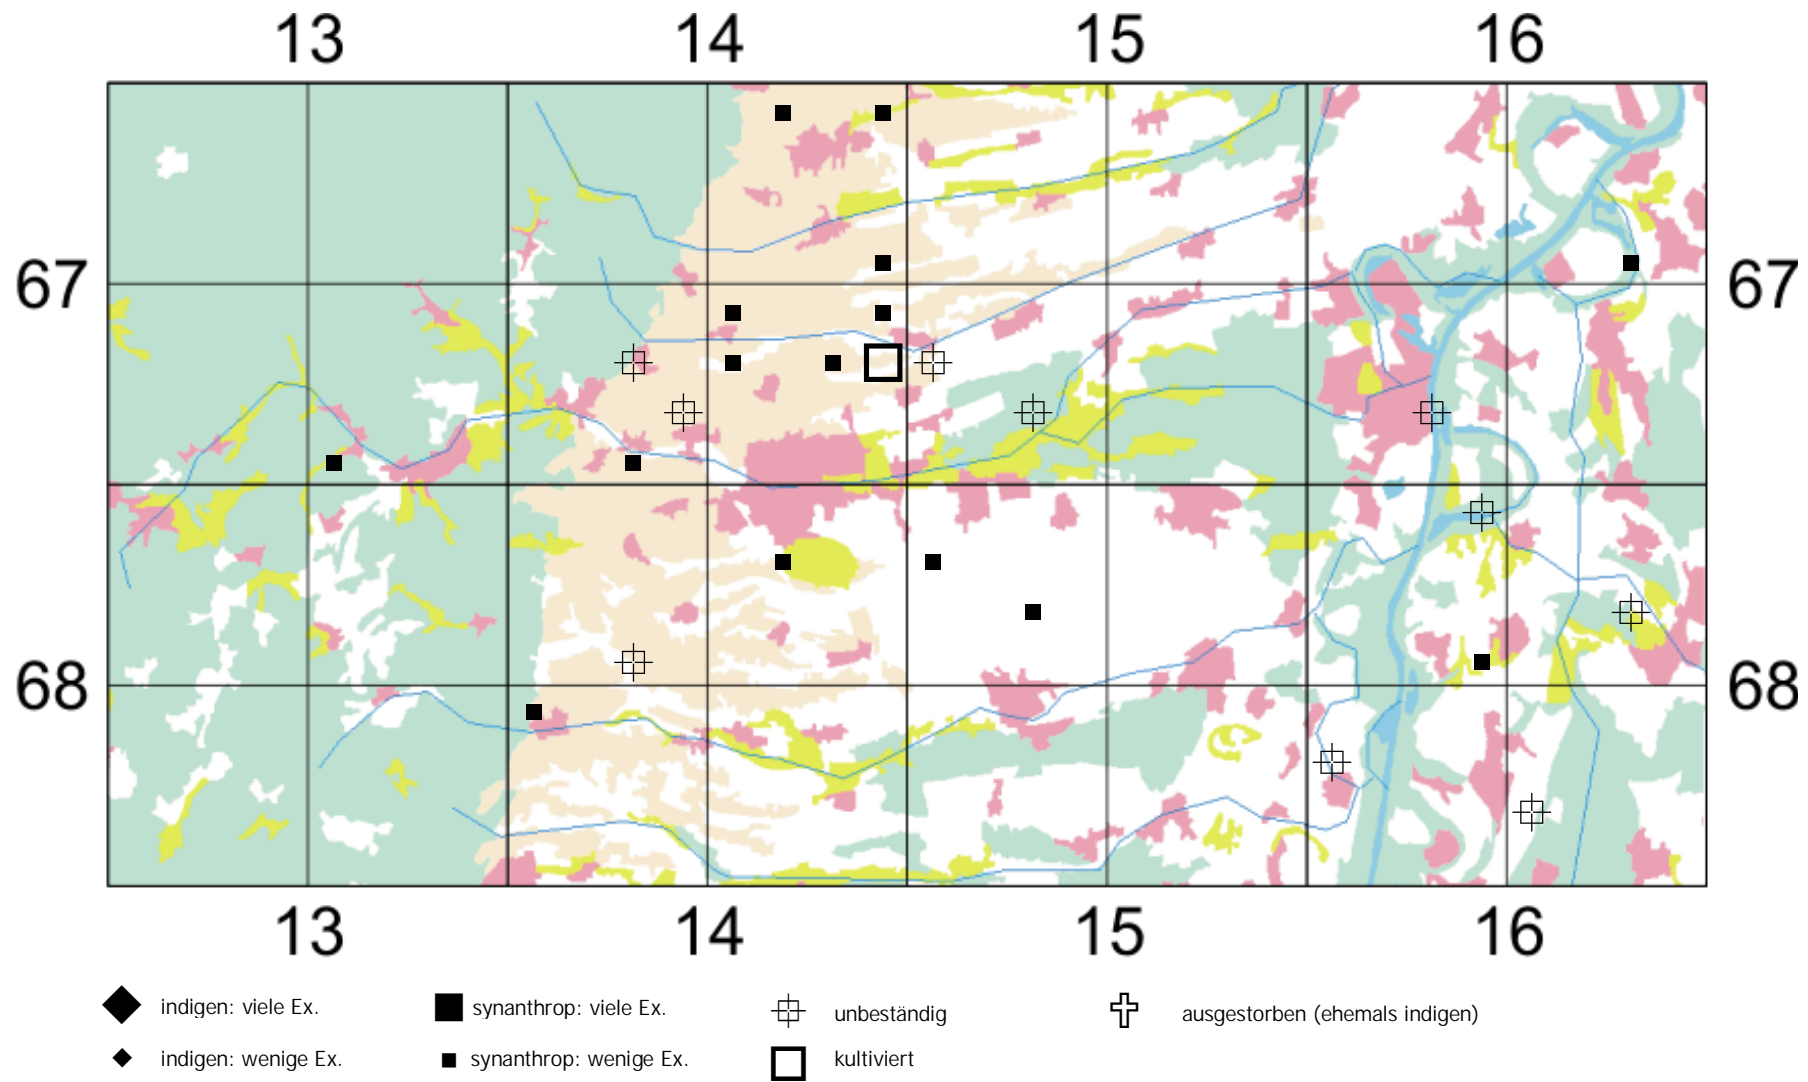 13 14 15 16
67 67
68 68
13 14 15 16
indigen: viele Ex. synanthrop: viele Ex. unbeständig ausgestorben (ehemals indigen)
indigen: wenige Ex. synanthrop: wenige Ex. kultiviert